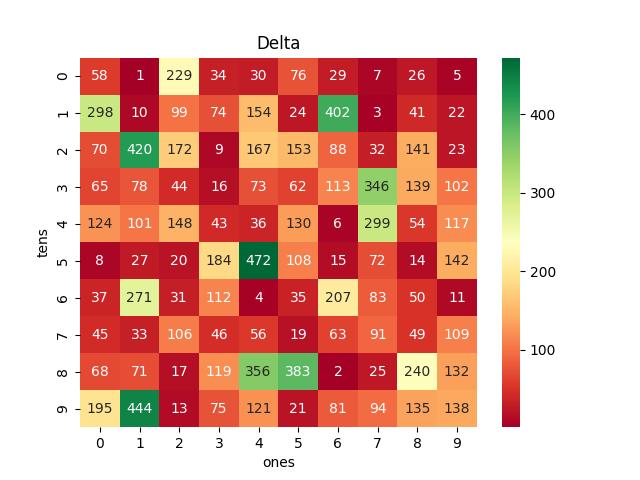 Delta
0 58 1 229 34 30 76 29 7 26 5
1 298 10 99 74 154 24 402 3 41 22
2 70 420 172 9 167 153 88 32 141 23
3 65 78 44 16 73 62 113 346 139 102
4 124 101 148 43 36 130 6 299 54 117
5 8 27 20 184 472 108 15 72 14 142
6 37 271 31 112 4 35 207 83 50 11
7 45 33 106 46 56 19 63 91 49 109
8 68 71 17 119 356 383 2 25 240 132
9 195 444 13 75 121 21 81 94 135 138
0 1 2 3 4 5 6 7 8 9
ones
tens
400
300
200
100